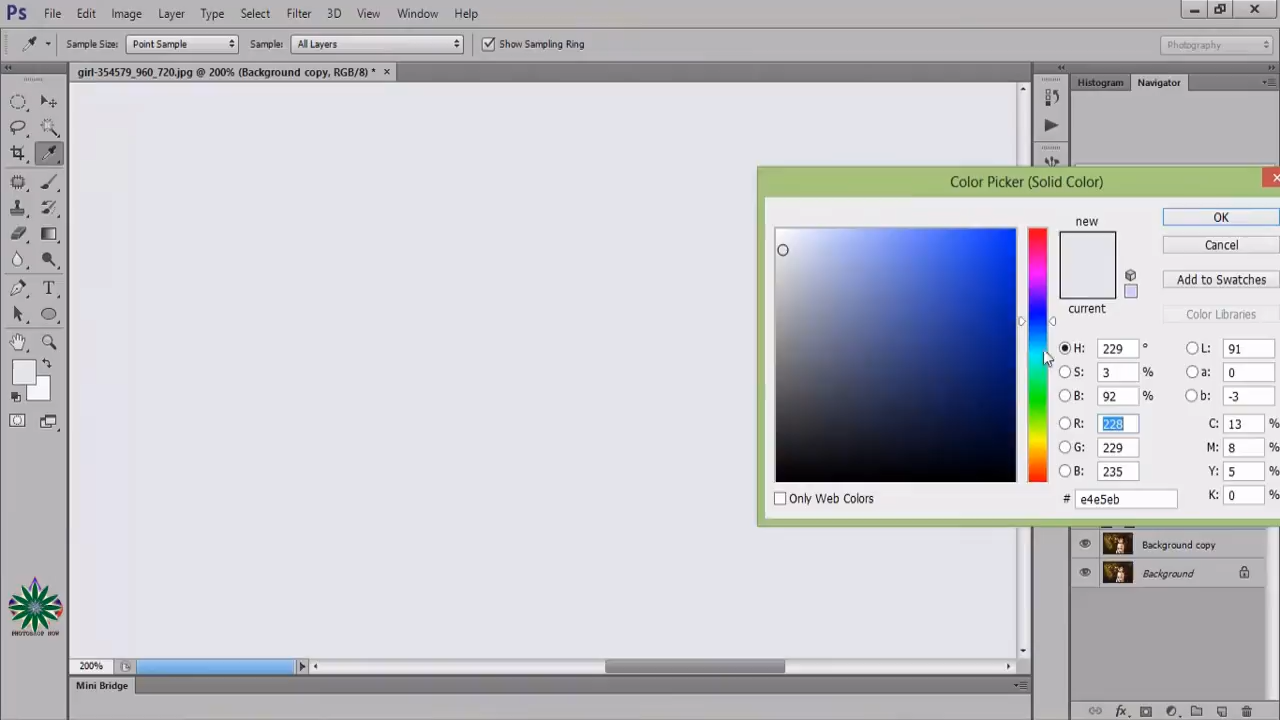 Ps File Edit Image Layer Type Select Filter 3D View Window Help
Sample Size: Point Sample Sample: All Layers Show Sampling Ring Photography
girl-354579_960_720.jpg @ 200% (Background copy, RGB/8) * ×
Histogram Navigator
Color Picker (Solid Color)
new
OK
Cancel
Add to Swatches
current
Color Libraries
H: 229 ° L: 91
S: 3 % a: 0
B: 92 % b: -3
R: 228 C: 13 %
G: 229 M: 8 %
B: 235 Y: 5 %
# e4e5eb K: 0 %
Only Web Colors
Background copy
Background
PHOTOSHOP NOW
200%
Mini Bridge